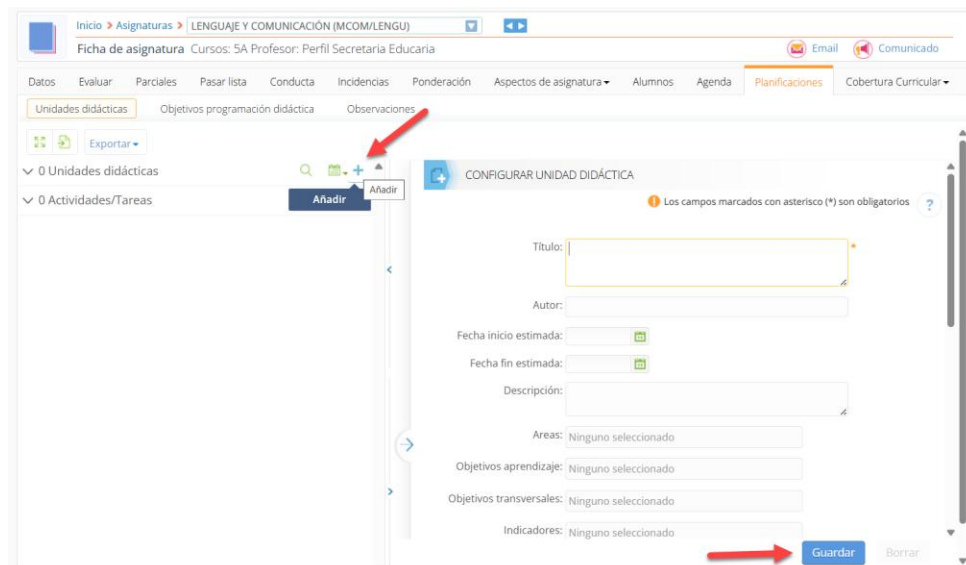 Inicio > Asignaturas > LENGUAJE Y COMUNICACIÓN (MCOM/LENGU)
Ficha de asignatura Cursos: 5A Profesor: Perfil Secretaria Educaria
Email Comunicado
Datos Evaluar Parciales Pasar lista Conducta Incidencias Ponderación Aspectos de asignatura Alumnos Agenda Planificaciones Cobertura Curricular
Unidades didácticas Objetivos programación didáctica Observaciones
Exportar
0 Unidades didácticas
Añadir
0 Actividades/Tareas
Añadir
CONFIGURAR UNIDAD DIDÁCTICA
Los campos marcados con asterisco (*) son obligatorios ?
Título: *
Autor:
Fecha inicio estimada:
Fecha fin estimada:
Descripción:
Areas: Ninguno seleccionado
Objetivos aprendizaje: Ninguno seleccionado
Objetivos transversales: Ninguno seleccionado
Indicadores: Ninguno seleccionado
Guardar Borrar